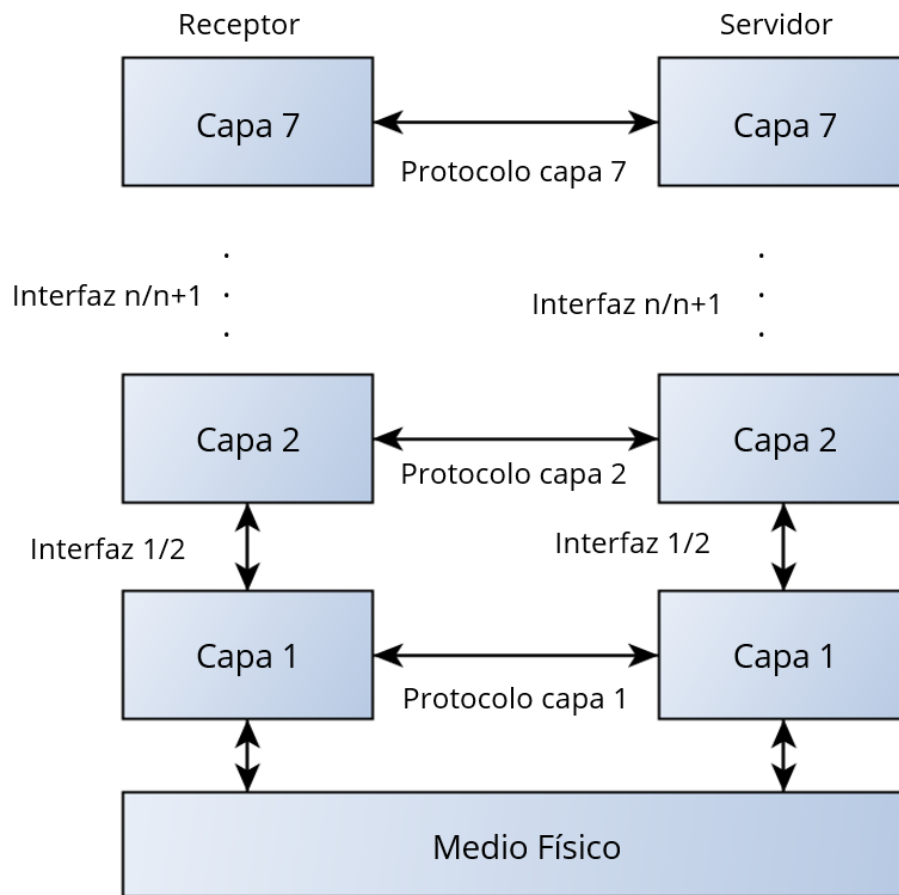 Receptor
Servidor
Capa 7
Capa 7
Protocolo capa 7
Interfaz n/n+1
Interfaz n/n+1
Capa 2
Capa 2
Protocolo capa 2
Interfaz 1/2
Interfaz 1/2
Capa 1
Capa 1
Protocolo capa 1
Medio Físico